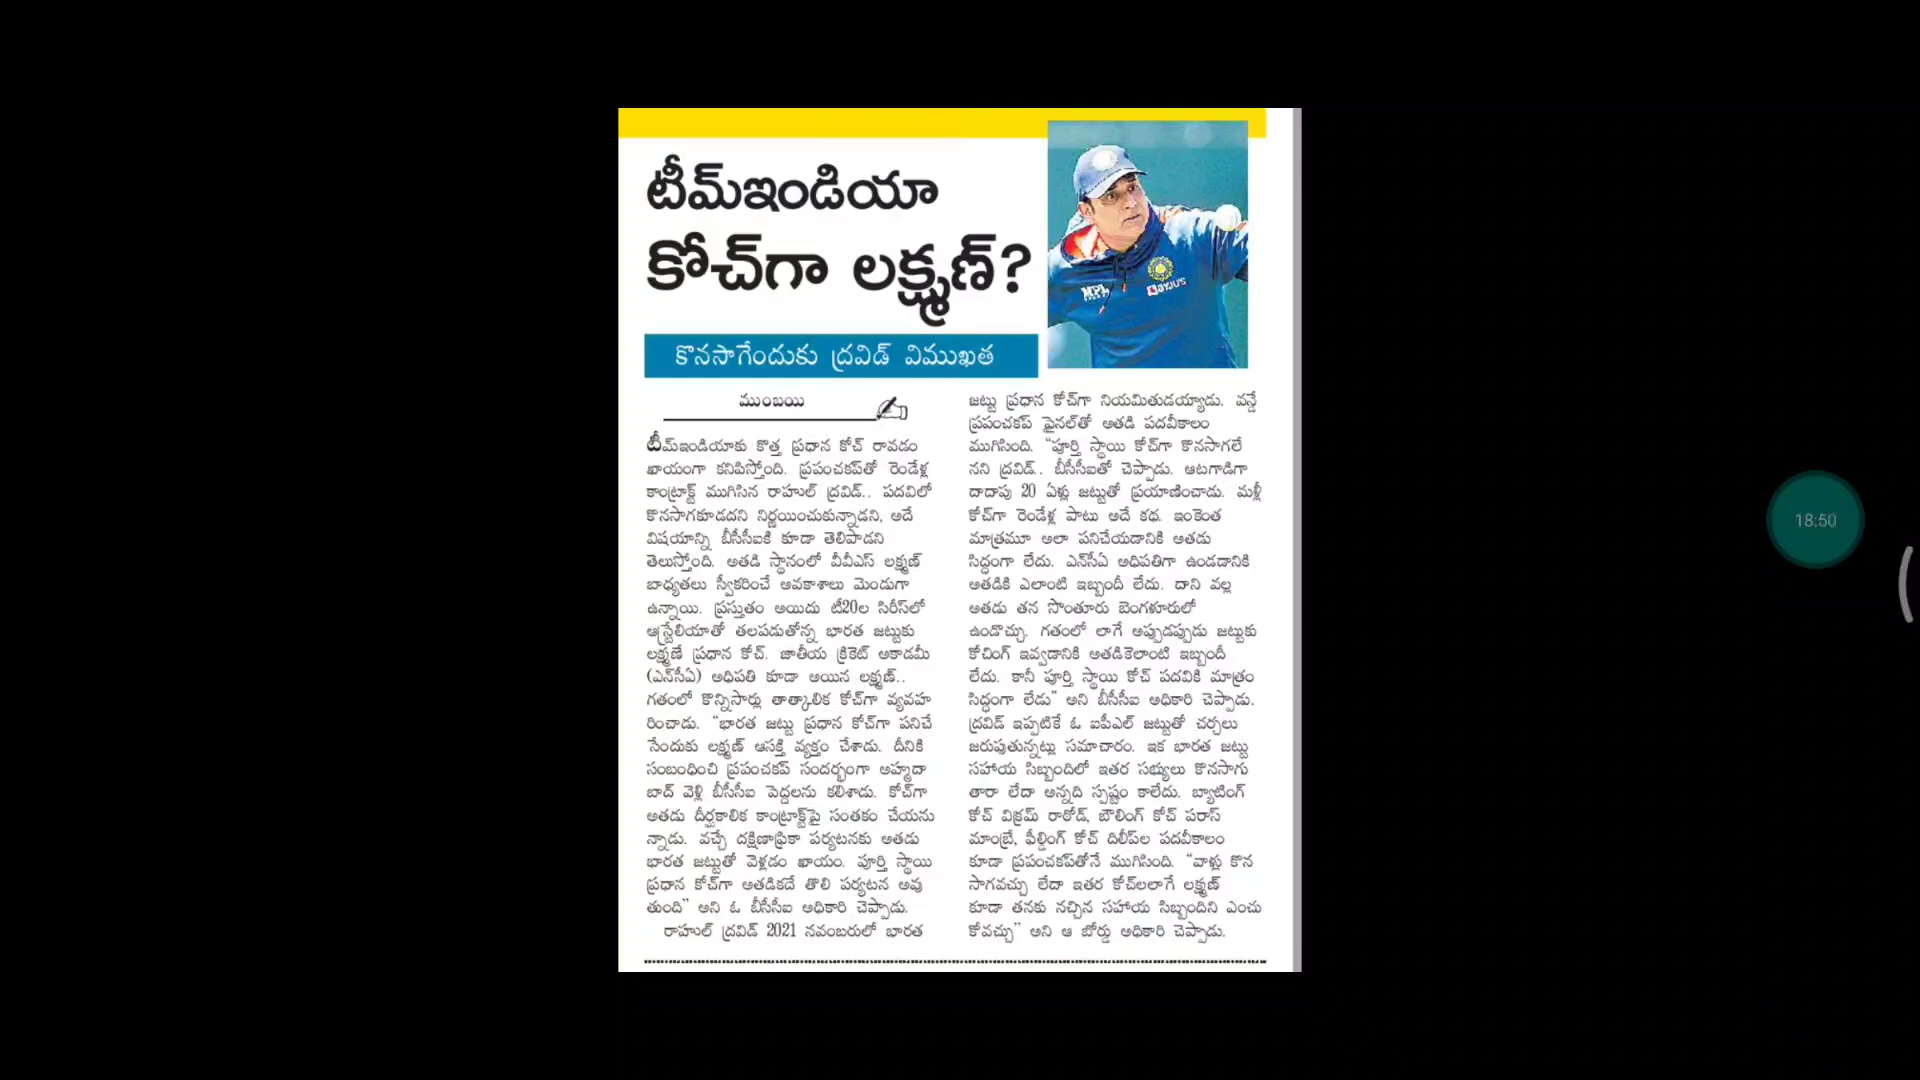 టీమ్ఇండియా
కోచ్‌గా లక్ష్మణ్?
కొనసాగేందుకు ద్రవిడ్ విముఖత
MPL
BYJU'S
ముంబయి
టీమ్ఇండియాకు కొత్త ప్రధాన కోచ్ రావడం
ఖాయంగా కనిపిస్తోంది. ప్రపంచకప్‌తో రెండేళ్ల
కాంట్రాక్ట్ ముగిసిన రాహుల్ ద్రవిడ్.. పదవిలో
కొనసాగకూడదని నిర్ణయించుకున్నాడని, అదే
విషయాన్ని బీసీసీఐకి కూడా తెలిపాడని
తెలుస్తోంది. అతడి స్థానంలో వీవీఎస్ లక్ష్మణ్
బాధ్యతలు స్వీకరించే అవకాశాలు మెండుగా
ఉన్నాయి. ప్రస్తుతం అయిదు టీ20ల సిరీస్‌లో
ఆస్ట్రేలియాతో తలపడుతోన్న భారత జట్టుకు
లక్ష్మణే ప్రధాన కోచ్. జాతీయ క్రికెట్ అకాడమీ
(ఎన్‌సీఏ) అధిపతి కూడా అయిన లక్ష్మణ్..
గతంలో కొన్నిసార్లు తాత్కాలిక కోచ్‌గా వ్యవహ
రించాడు. “భారత జట్టు ప్రధాన కోచ్‌గా పనిచే
సేందుకు లక్ష్మణ్ ఆసక్తి వ్యక్తం చేశాడు. దీనికి
సంబంధించి ప్రపంచకప్ సందర్భంగా అహ్మదా
బాద్ వెళ్లి బీసీసీఐ పెద్దలను కలిశాడు. కోచ్‌గా
అతడు దీర్ఘకాలిక కాంట్రాక్ట్‌పై సంతకం చేయను
న్నాడు. వచ్చే దక్షిణాఫ్రికా పర్యటనకు అతడు
భారత జట్టుతో వెళ్లడం ఖాయం. పూర్తి స్థాయి
ప్రధాన కోచ్‌గా అతడికదే తొలి పర్యటన అవు
తుంది” అని ఓ బీసీసీఐ అధికారి చెప్పాడు.
రాహుల్ ద్రవిడ్ 2021 నవంబరులో భారత
జట్టు ప్రధాన కోచ్‌గా నియమితుడయ్యాడు. వన్డే
ప్రపంచకప్ ఫైనల్‌తో అతడి పదవీకాలం
ముగిసింది. “పూర్తి స్థాయి కోచ్‌గా కొనసాగలే
నని ద్రవిడ్.. బీసీసీఐతో చెప్పాడు. ఆటగాడిగా
దాదాపు 20 ఏళ్లు జట్టుతో ప్రయాణించాడు. మళ్లీ
కోచ్‌గా రెండేళ్ల పాటు అదే కథ. ఇంకెంత
మాత్రమూ అలా పనిచేయడానికి అతడు
సిద్ధంగా లేదు. ఎన్‌సీఏ అధిపతిగా ఉండడానికి
అతడికి ఎలాంటి ఇబ్బందీ లేదు. దాని వల్ల
అతడు తన సొంతూరు బెంగళూరులో
ఉండొచ్చు. గతంలో లాగే అప్పుడప్పుడు జట్టుకు
కోచింగ్ ఇవ్వడానికి అతడికెలాంటి ఇబ్బందీ
లేదు. కానీ పూర్తి స్థాయి కోచ్ పదవికి మాత్రం
సిద్ధంగా లేడు” అని బీసీసీఐ అధికారి చెప్పాడు.
ద్రవిడ్ ఇప్పటికే ఓ ఐపీఎల్ జట్టుతో చర్చలు
జరుపుతున్నట్లు సమాచారం. ఇక భారత జట్టు
సహాయ సిబ్బందిలో ఇతర సభ్యులు కొనసాగు
తారా లేదా అన్నది స్పష్టం కాలేదు. బ్యాటింగ్
కోచ్ విక్రమ్ రాఠోడ్, బౌలింగ్ కోచ్ పరాస్
మాంబ్రే, ఫీల్డింగ్ కోచ్ దిలీప్‌ల పదవీకాలం
కూడా ప్రపంచకప్‌తోనే ముగిసింది. “వాళ్లు కొన
సాగవచ్చు లేదా ఇతర కోచ్‌లలాగే లక్ష్మణ్
కూడా తనకు నచ్చిన సహాయ సిబ్బందిని ఎంచు
కోవచ్చు” అని ఆ బోర్డు అధికారి చెప్పాడు.
18:50